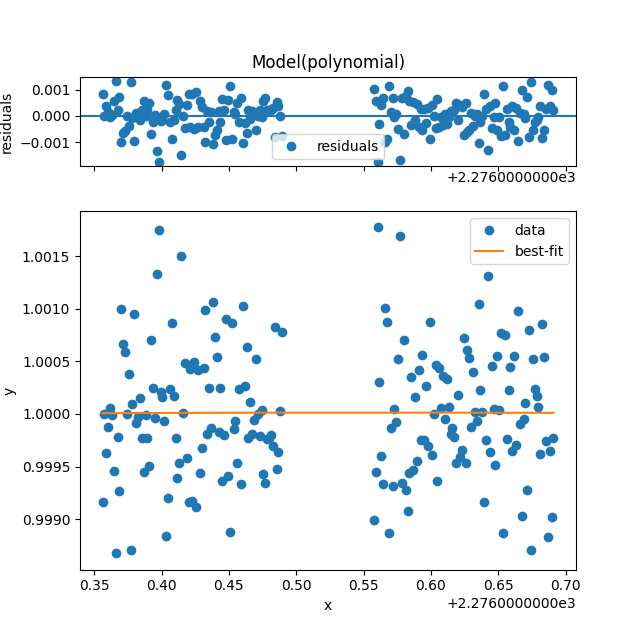 Model(polynomial)
residuals
0.001
0.000
−0.001
residuals
+2.2760000000e3
y
1.0015
1.0010
1.0005
1.0000
0.9995
0.9990
data
best-fit
0.35 0.40 0.45 0.50 0.55 0.60 0.65 0.70
x
+2.2760000000e3